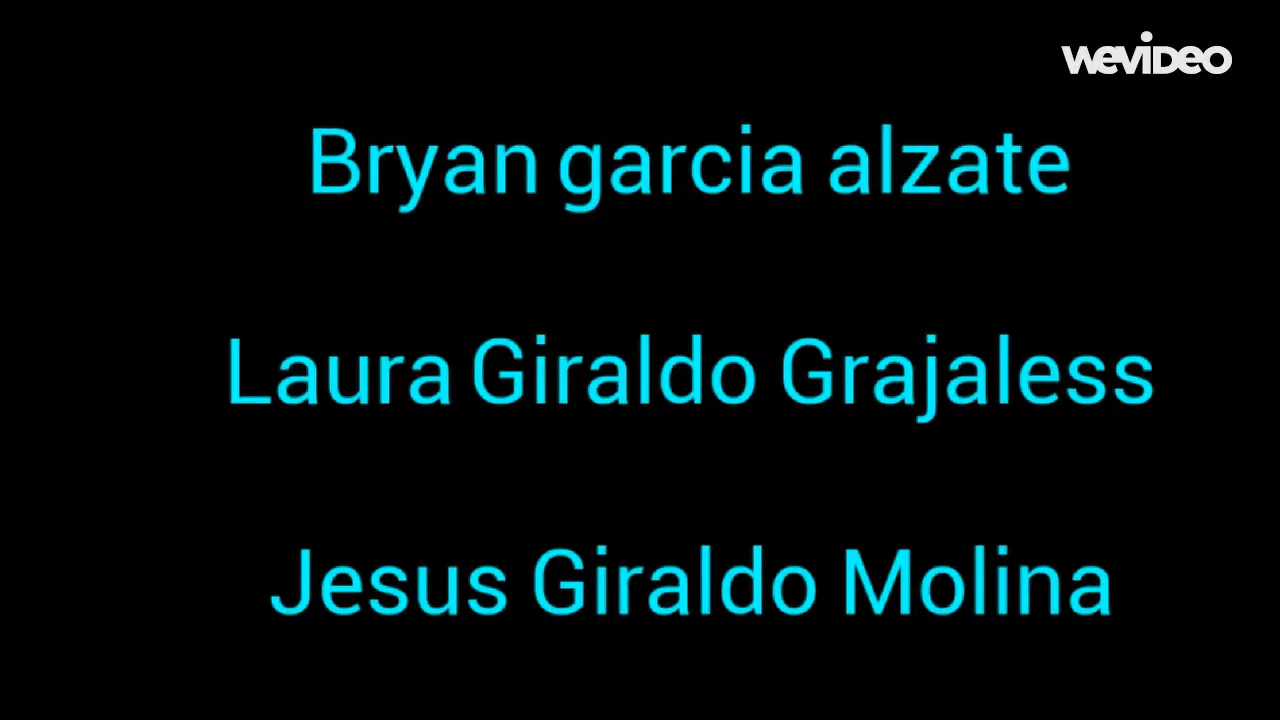 wevideo
Bryan garcia alzate
Laura Giraldo Grajaless
Jesus Giraldo Molina